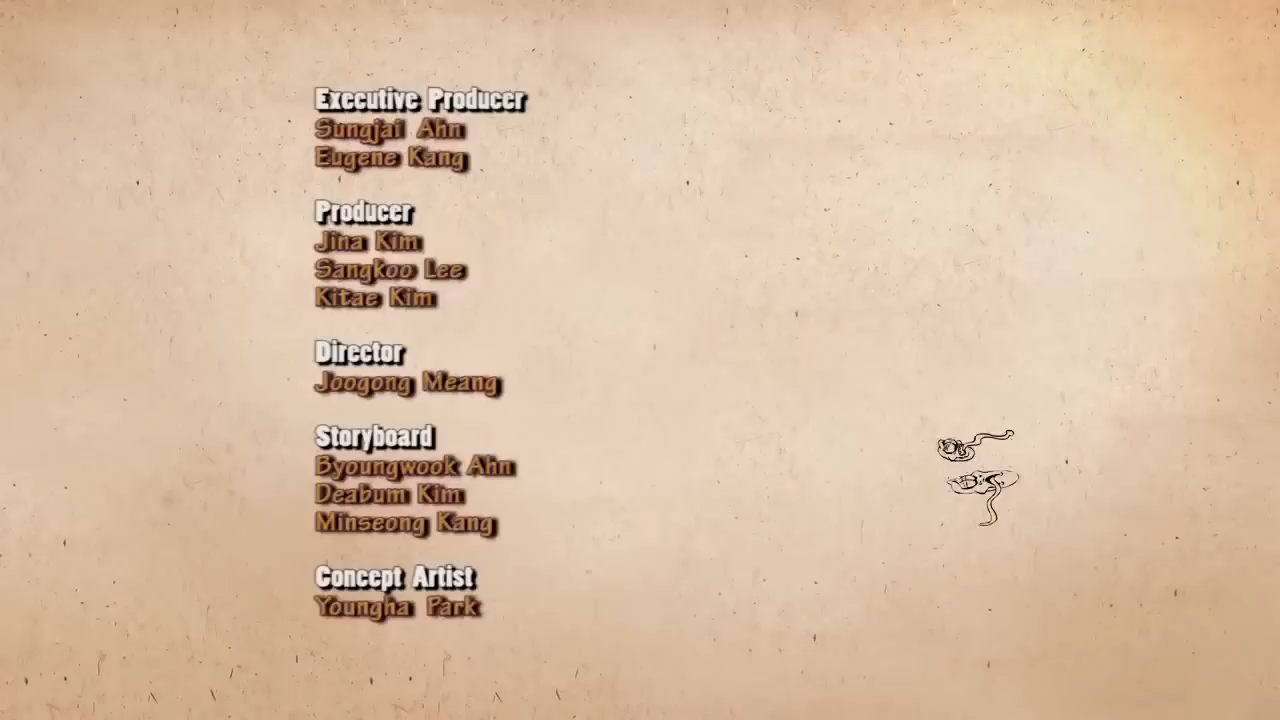 Executive Producer
Sungjai Ahn
Eugene Kang
Producer
Jina Kim
Sangkoo Lee
Kitae Kim
Director
Joogong Meang
Storyboard
Byoungwook Ahn
Deabum Kim
Minseong Kang
Concept Artist
Youngha Park